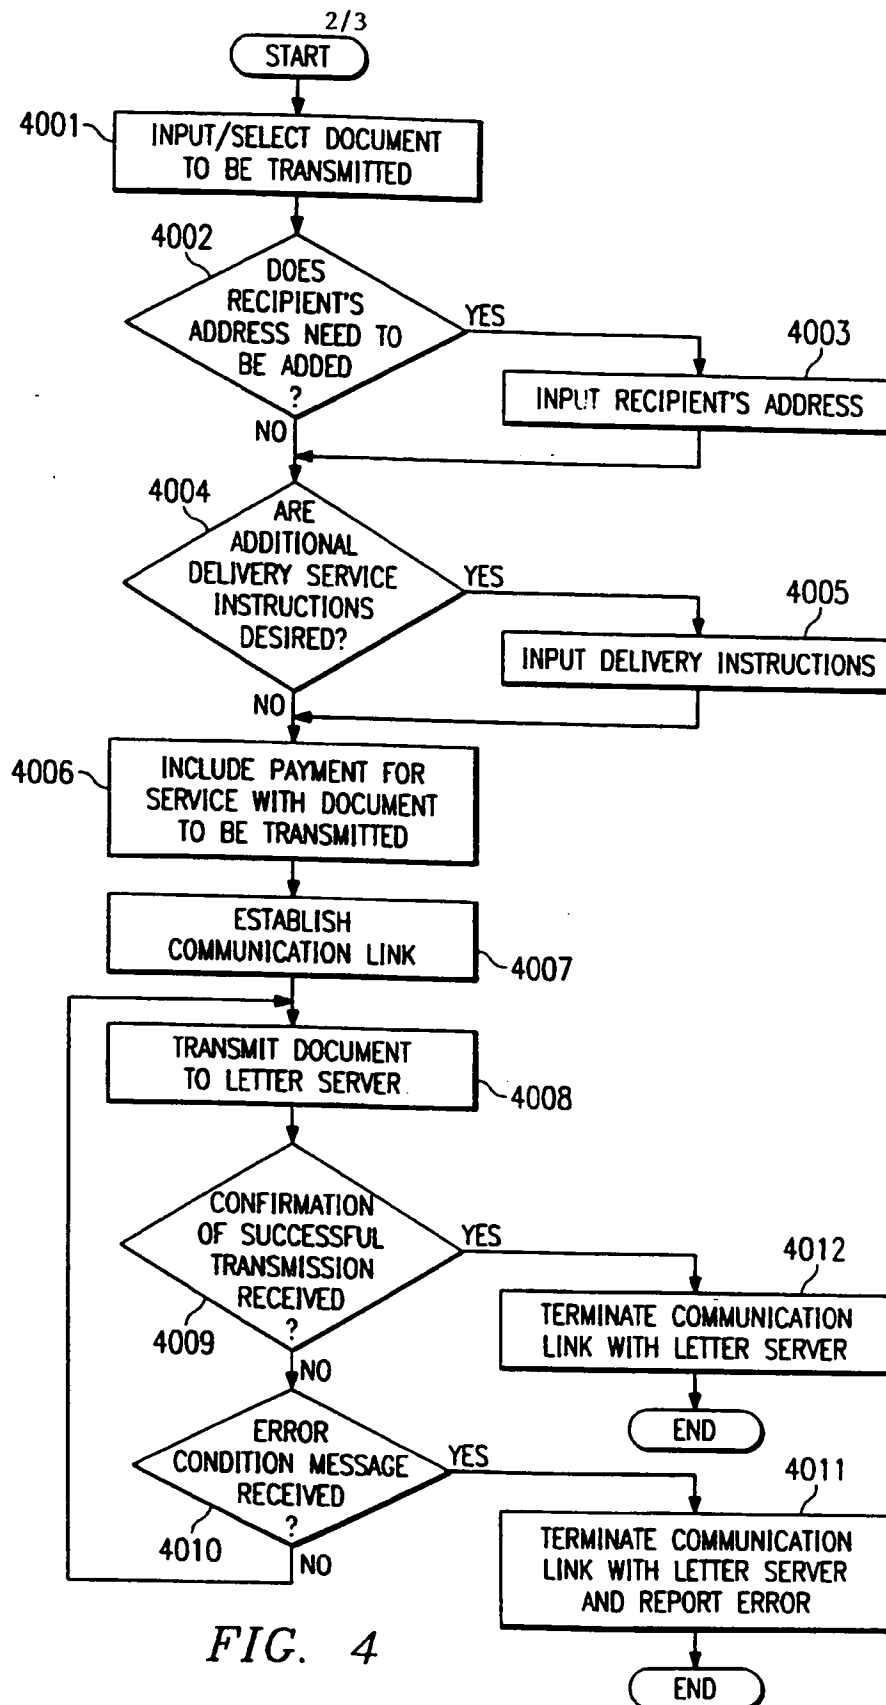 2/3
START
4001
INPUT/SELECT DOCUMENT
TO BE TRANSMITTED
4002
DOES
RECIPIENT'S
ADDRESS NEED TO
BE ADDED
?
YES
NO
4003
INPUT RECIPIENT'S ADDRESS
4004
ARE
ADDITIONAL
DELIVERY SERVICE
INSTRUCTIONS
DESIRED?
YES
NO
4005
INPUT DELIVERY INSTRUCTIONS
4006
INCLUDE PAYMENT FOR
SERVICE WITH DOCUMENT
TO BE TRANSMITTED
ESTABLISH
COMMUNICATION LINK
4007
TRANSMIT DOCUMENT
TO LETTER SERVER
4008
CONFIRMATION
OF SUCCESSFUL
TRANSMISSION
RECEIVED
?
4009
YES
NO
4012
TERMINATE COMMUNICATION
LINK WITH LETTER SERVER
END
ERROR
CONDITION MESSAGE
RECEIVED
?
4010
YES
NO
4011
TERMINATE COMMUNICATION
LINK WITH LETTER SERVER
AND REPORT ERROR
END
FIG. 4